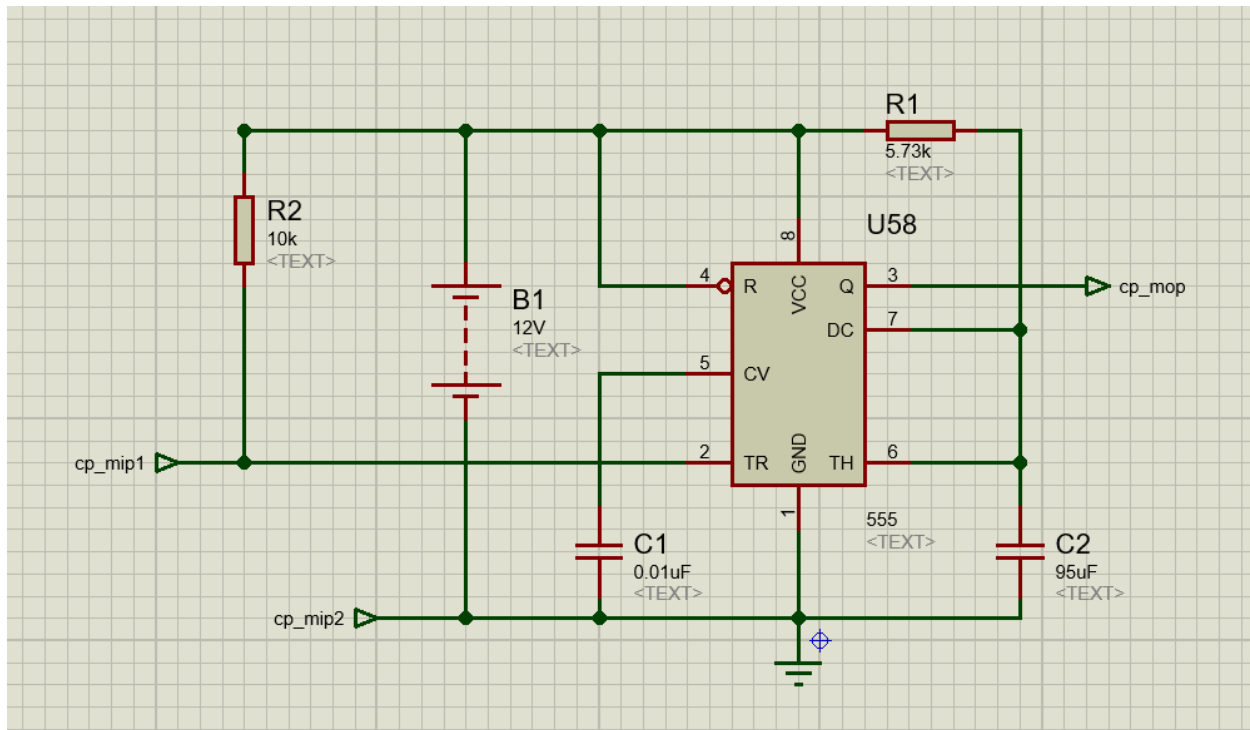 R1
5.73k
<TEXT>
R2
10k
<TEXT>
U58
8
4
R
VCC
Q
3
cp_mop
B1
12V
<TEXT>
DC
7
5
CV
cp_mip1
2
TR
GND
TH
6
1
555
<TEXT>
C1
0.01uF
<TEXT>
C2
95uF
<TEXT>
cp_mip2